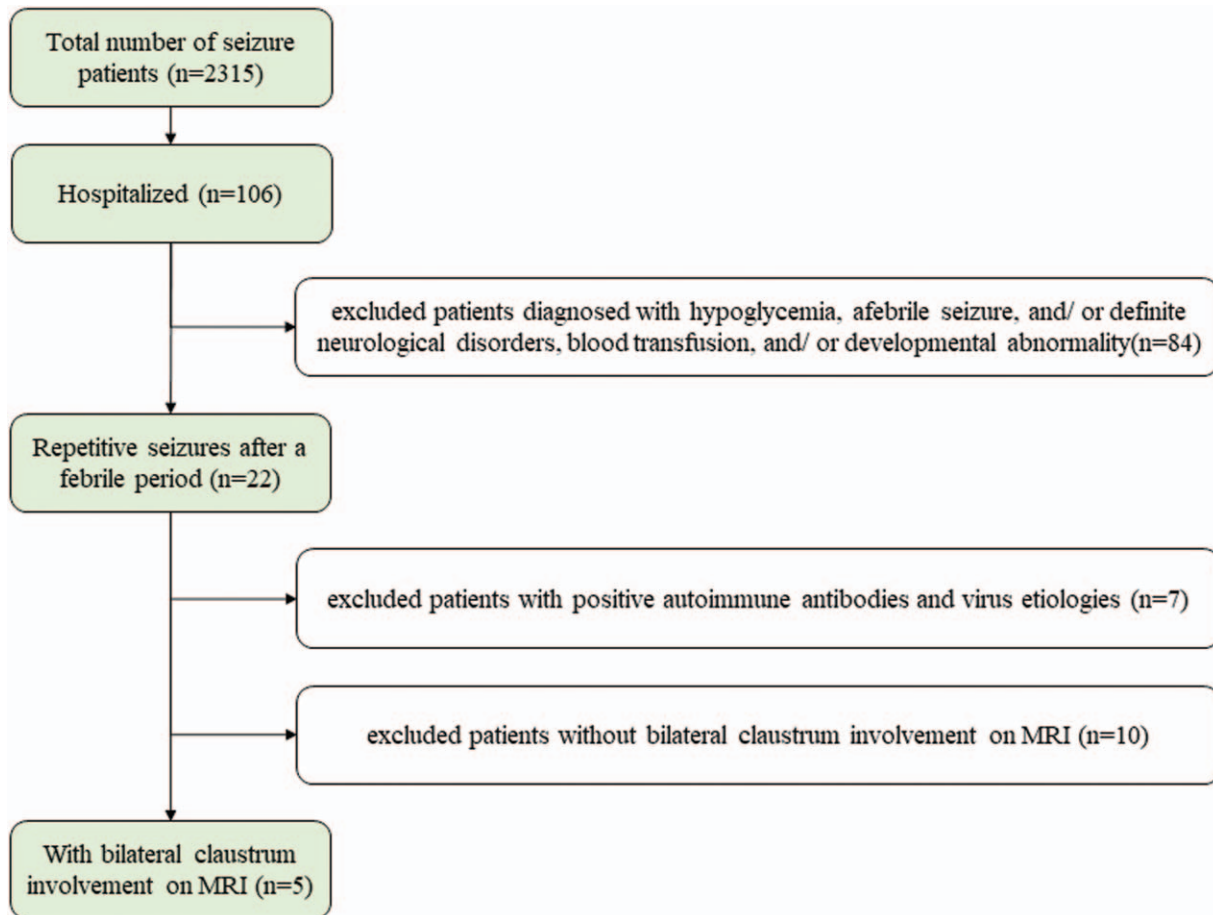 Total number of seizure
patients (n=2315)
Hospitalized (n=106)
excluded patients diagnosed with hypoglycemia, afebrile seizure, and/ or definite
neurological disorders, blood transfusion, and/ or developmental abnormality(n=84)
Repetitive seizures after a
febrile period (n=22)
excluded patients with positive autoimmune antibodies and virus etiologies (n=7)
excluded patients without bilateral claustrum involvement on MRI (n=10)
With bilateral claustrum
involvement on MRI (n=5)